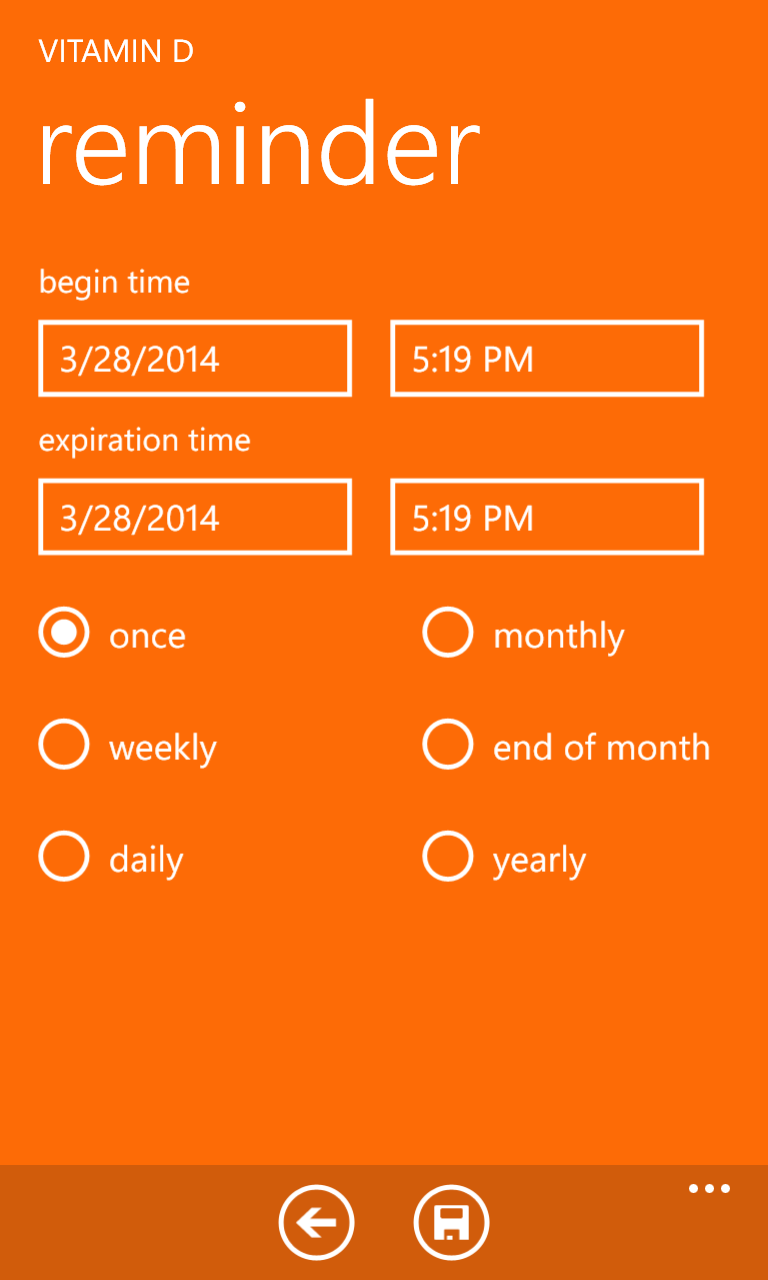 VITAMIN D
reminder
begin time
3/28/2014 5:19 PM
expiration time
3/28/2014 5:19 PM
once monthly
weekly end of month
daily yearly